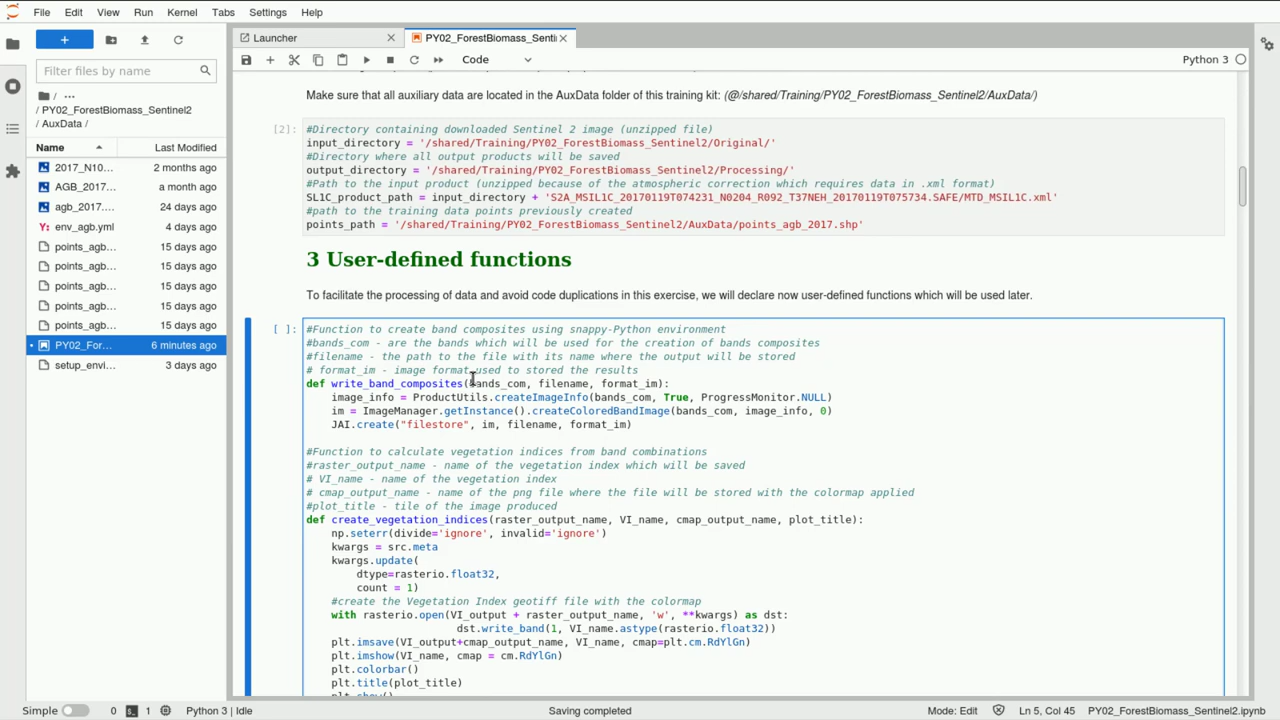 File Edit View Run Kernel Tabs Settings Help
Launcher
PY02_ForestBiomass_Senti
Code
Python 3
Filter files by name
/ ...
/ PY02_ForestBiomass_Sentinel2
/ AuxData /
Name Last Modified
2017_N10... 2 months ago
AGB_2017... a month ago
agb_2017.... 24 days ago
Y: env_agb.yml 4 days ago
points_agb... 15 days ago
points_agb... 15 days ago
points_agb... 15 days ago
points_agb... 15 days ago
points_agb... 15 days ago
PY02_For... 6 minutes ago
setup_envi... 3 days ago
Make sure that all auxiliary data are located in the AuxData folder of this training kit: (@/shared/Training/PY02_ForestBiomass_Sentinel2/AuxData/)
[2]: #Directory containing downloaded Sentinel 2 image (unzipped file)
input_directory = '/shared/Training/PY02_ForestBiomass_Sentinel2/Original/'
#Directory where all output products will be saved
output_directory = '/shared/Training/PY02_ForestBiomass_Sentinel2/Processing/'
#Path to the input product (unzipped because of the atmospheric correction which requires data in .xml format)
SL1C_product_path = input_directory + 'S2A_MSIL1C_20170119T074231_N0204_R092_T37NEH_20170119T075734.SAFE/MTD_MSIL1C.xml'
#path to the training data points previously created
points_path = '/shared/Training/PY02_ForestBiomass_Sentinel2/AuxData/points_agb_2017.shp'
3 User-defined functions
To facilitate the processing of data and avoid code duplications in this exercise, we will declare now user-defined functions which will be used later.
[ ]: #Function to create band composites using snappy-Python environment
#bands_com - are the bands which will be used for the creation of bands composites
#filename - the path to the file with its name where the output will be stored
# format_im - image format used to stored the results
def write_band_composites(bands_com, filename, format_im):
    image_info = ProductUtils.createImageInfo(bands_com, True, ProgressMonitor.NULL)
    im = ImageManager.getInstance().createColoredBandImage(bands_com, image_info, 0)
    JAI.create("filestore", im, filename, format_im)
#Function to calculate vegetation indices from band combinations
#raster_output_name - name of the vegetation index which will be saved
# VI_name - name of the vegetation index
# cmap_output_name - name of the png file where the file will be stored with the colormap applied
#plot_title - tile of the image produced
def create_vegetation_indices(raster_output_name, VI_name, cmap_output_name, plot_title):
    np.seterr(divide='ignore', invalid='ignore')
    kwargs = src.meta
    kwargs.update(
        dtype=rasterio.float32,
        count = 1)
    #create the Vegetation Index geotiff file with the colormap
    with rasterio.open(VI_output + raster_output_name, 'w', **kwargs) as dst:
                        dst.write_band(1, VI_name.astype(rasterio.float32))
    plt.imsave(VI_output+cmap_output_name, VI_name, cmap=plt.cm.RdYlGn)
    plt.imshow(VI_name, cmap = cm.RdYlGn)
    plt.colorbar()
    plt.title(plot_title)
    plt.show()
Simple 0 1 Python 3 | Idle Saving completed Mode: Edit Ln 5, Col 45 PY02_ForestBiomass_Sentinel2.ipynb